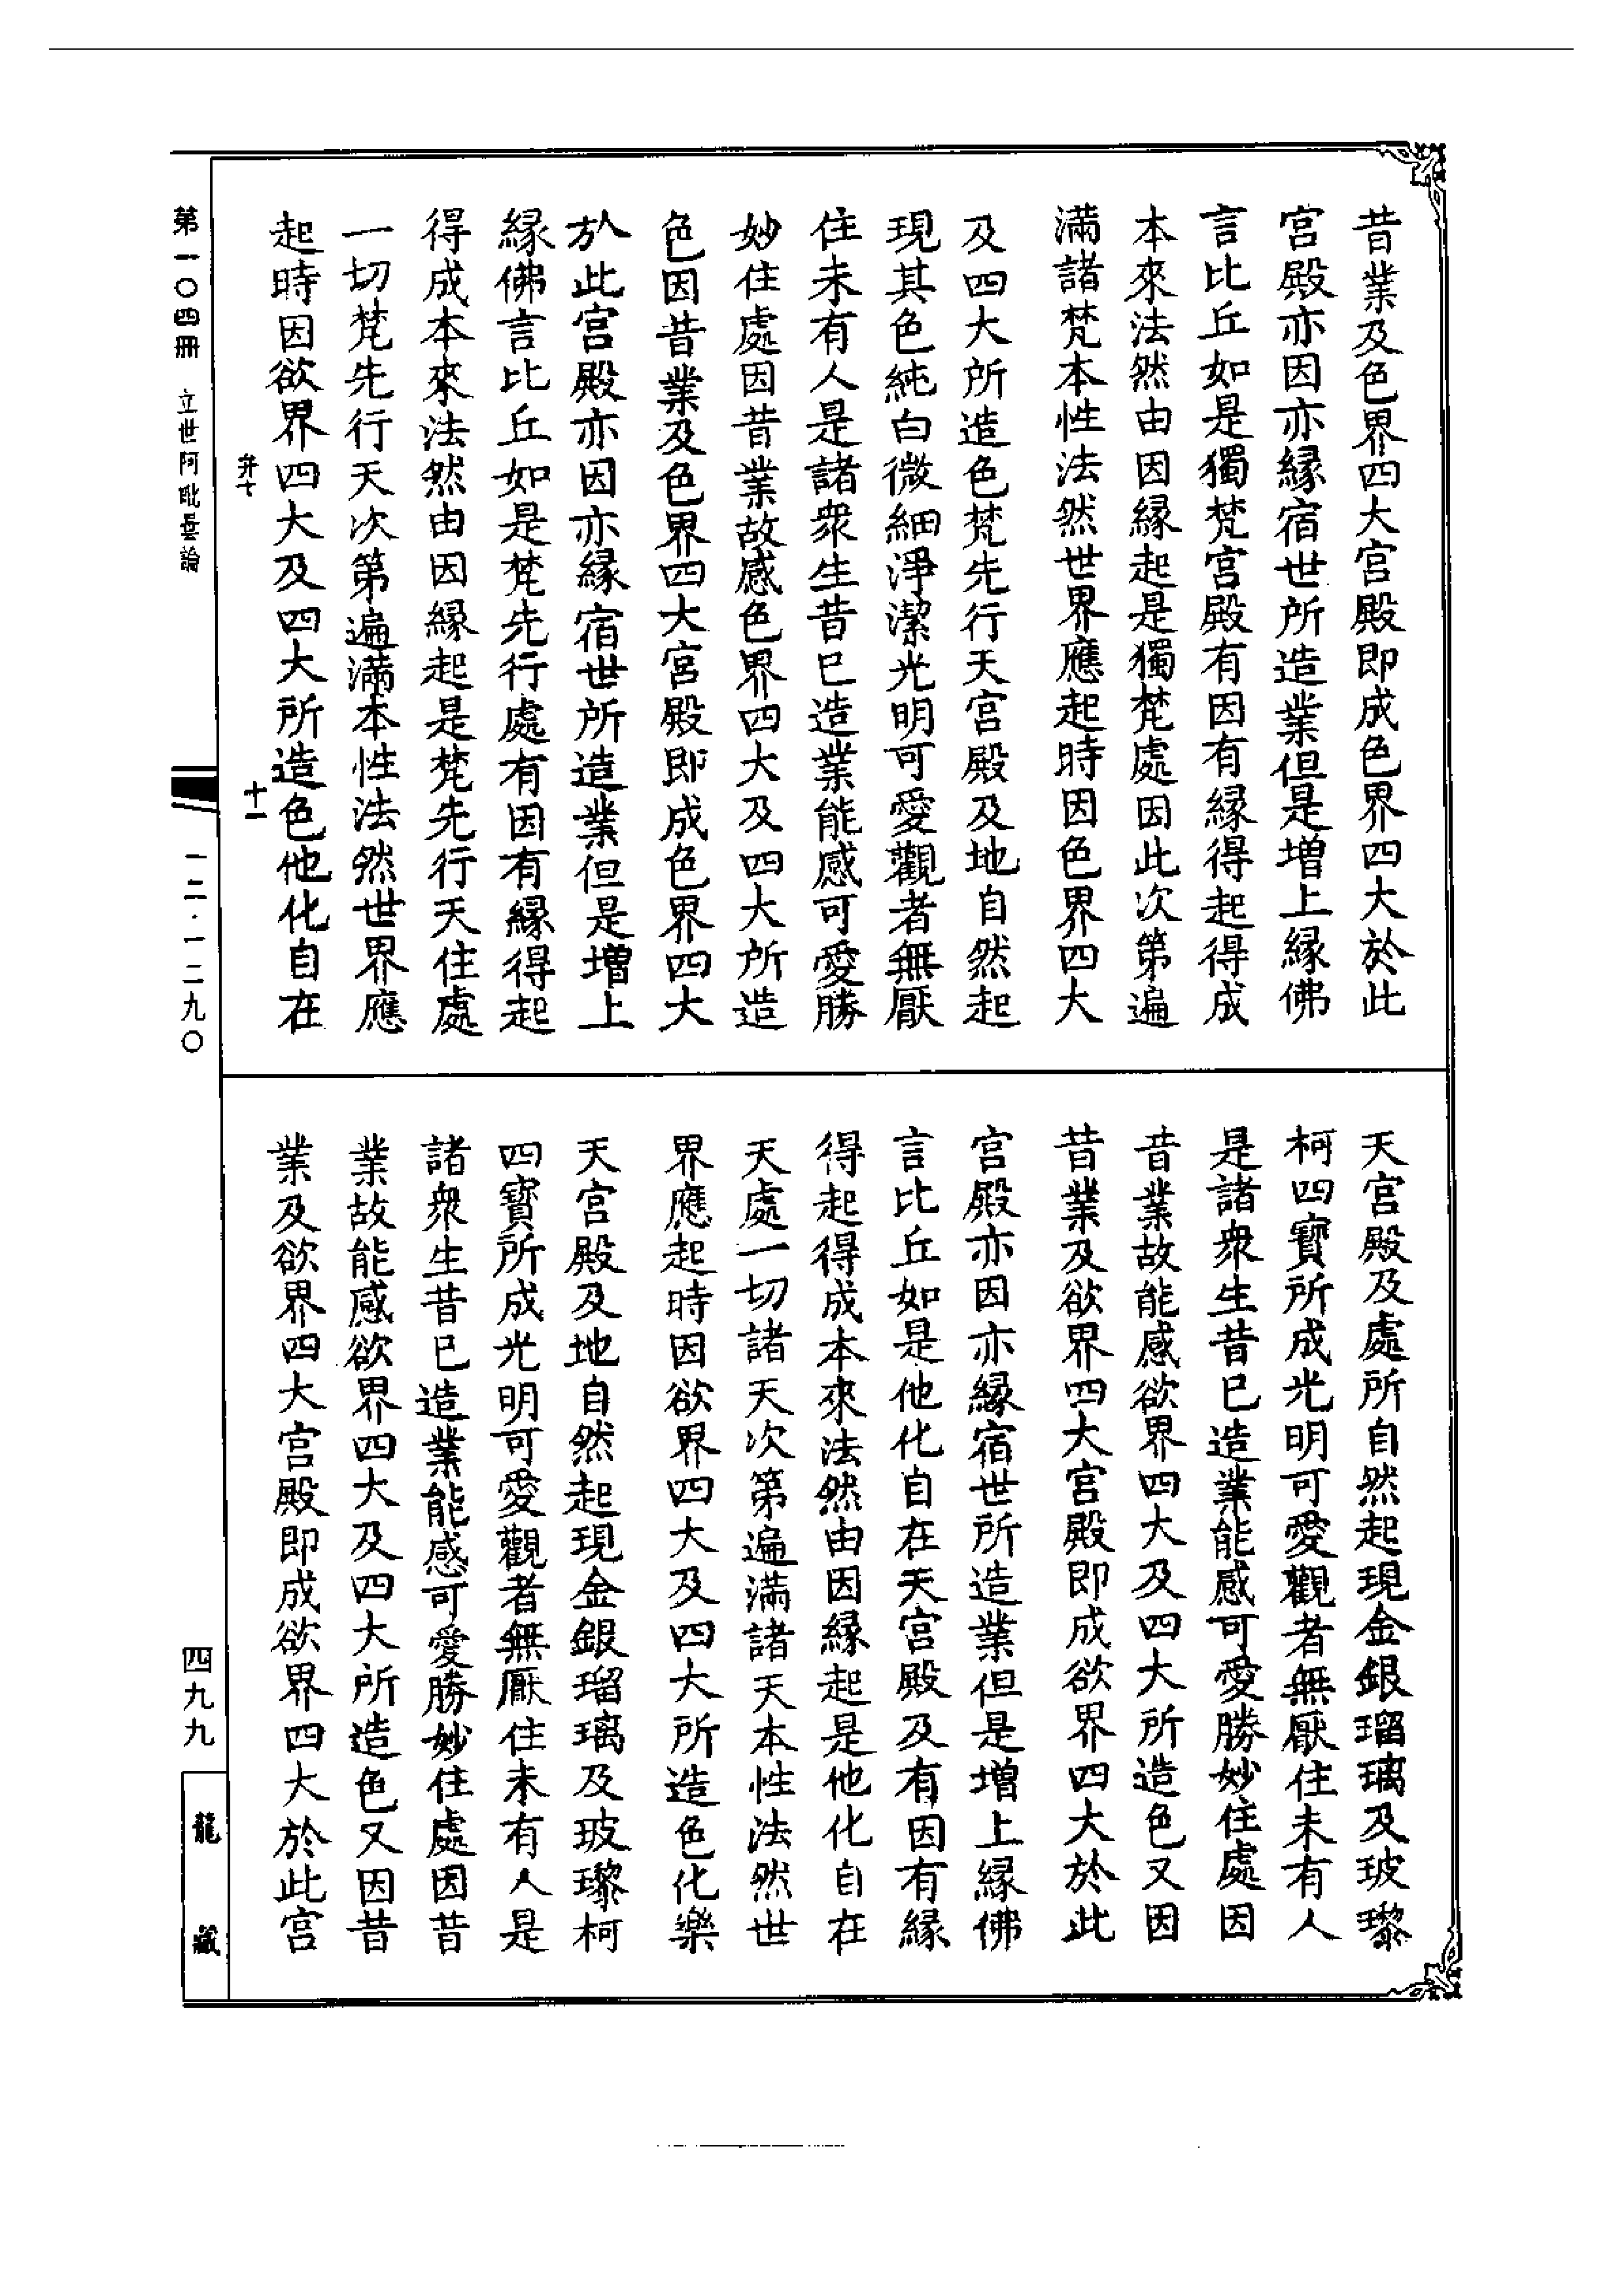 昔業及色界四大宮殿即成色界四大於此
宮殿亦因亦緣宿世所造業但是增上緣佛
言比丘如是獨梵宮殿有因有緣得起得成
本來法然由因緣起是獨梵處因此次第遍
滿諸梵本性法然世界應起時因色界四大
及四大所造色梵先行天宮殿及地自然起
現其色純白微細淨潔光明可愛觀者無厭
住未有人是諸衆生昔已造業能感可愛勝
妙住處因昔業故感色界四大及四大所造
色因昔業及色界四大宮殿即成色界四大
於此宮殿亦因亦緣宿世所造業但是增上
緣佛言比丘如是梵先行處有因有緣得起
得成本來法然由因緣起是梵先行天住處
一切梵先行天次第遍滿本性法然世界應
起時因欲界四大及四大所造色他化自在
天宮殿及處所自然起現金銀瑠璃及玻瓈
柯四寶所成光明可愛觀者無厭住未有人
是諸衆生昔已造業能感可愛勝妙住處因
昔業故能感欲界四大及四大所造色又因
昔業及欲界四大宮殿即成欲界四大於此
宮殿亦因亦緣宿世所造業但是增上緣佛
言比丘如是他化自在天宮殿及有因有緣
得起得成本來法然由因緣起是他化自在
天處一切諸天次第遍滿諸天本性法然世
界應起時因欲界四大及四大所造色化樂
天宮殿及地自然起現金銀瑠璃及玻瓈柯
四寶所成光明可愛觀者無厭住未有人是
諸衆生昔已造業能感可愛勝妙住處因昔
業故能感欲界四大及四大所造色又因昔
業及欲界四大宮殿即成欲界四大於此宮
弁七
十一
第一〇四冊 立世阿毗曇論
一二·一二九〇
四九九
龍藏